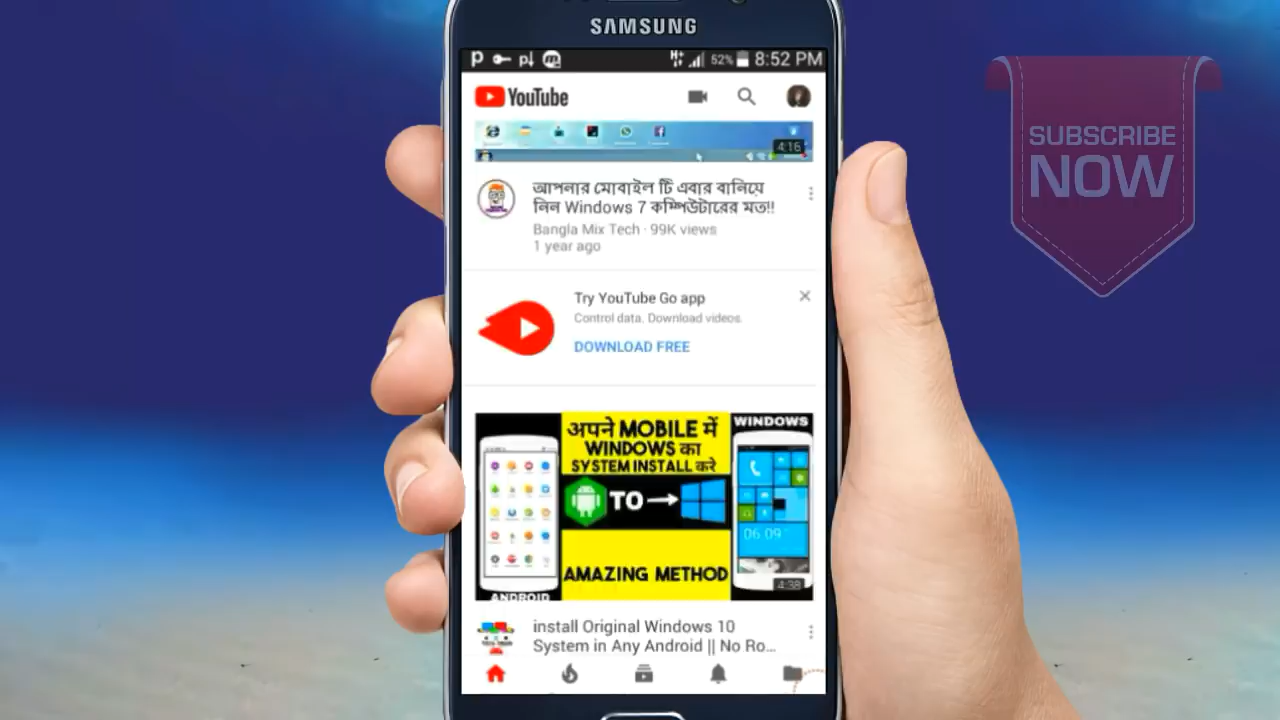 SAMSUNG
52% 8:52 PM
YouTube
SUBSCRIBE
NOW
4:16
আপনার মোবাইল টি এবার বানিয়ে
নিন Windows 7 কম্পিউটারের মত!!
Bangla Mix Tech · 99K views
1 year ago
Try YouTube Go app
Control data. Download videos.
DOWNLOAD FREE
अपने MOBILE में
WINDOWS का
SYSTEM INSTALL करे
WINDOWS
TO
06 09
AMAZING METHOD
4:38
ANDROID
install Original Windows 10
System in Any Android || No Ro...